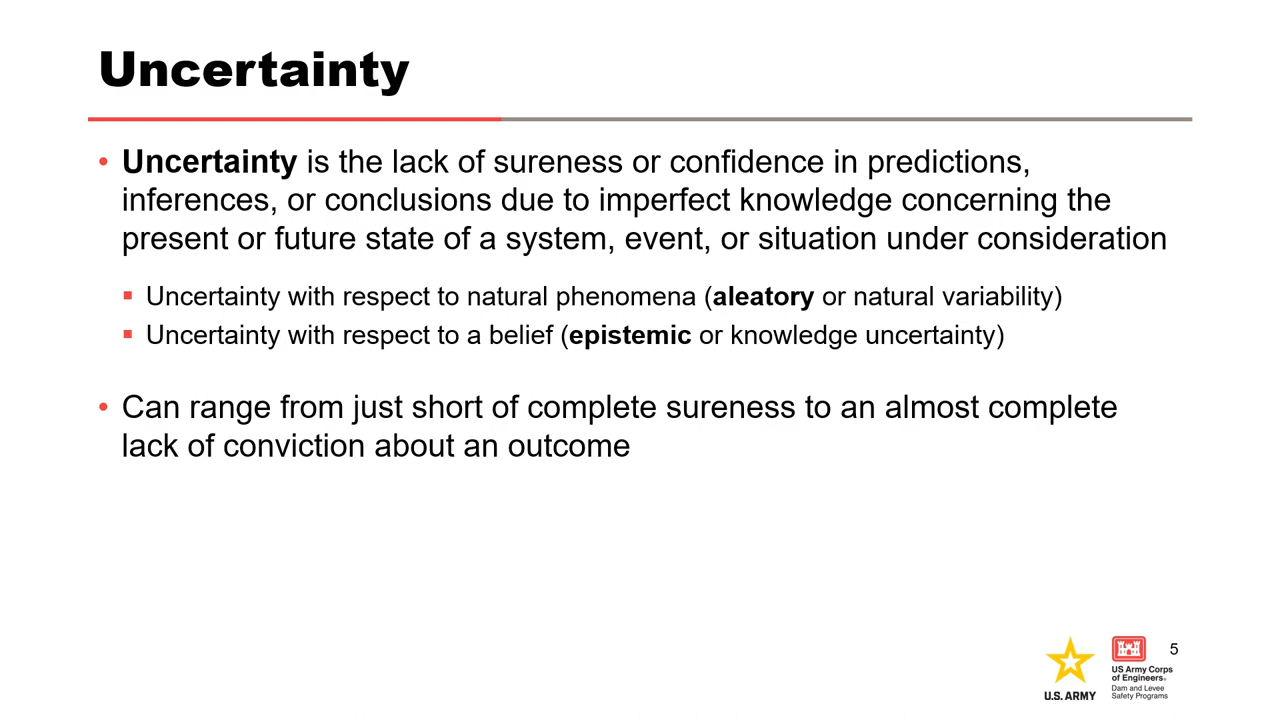 Uncertainty
• Uncertainty is the lack of sureness or confidence in predictions,
inferences, or conclusions due to imperfect knowledge concerning the
present or future state of a system, event, or situation under consideration
▪ Uncertainty with respect to natural phenomena (aleatory or natural variability)
▪ Uncertainty with respect to a belief (epistemic or knowledge uncertainty)
• Can range from just short of complete sureness to an almost complete
lack of conviction about an outcome
5
U.S. ARMY
US Army Corps
of Engineers®
Dam and Levee
Safety Programs